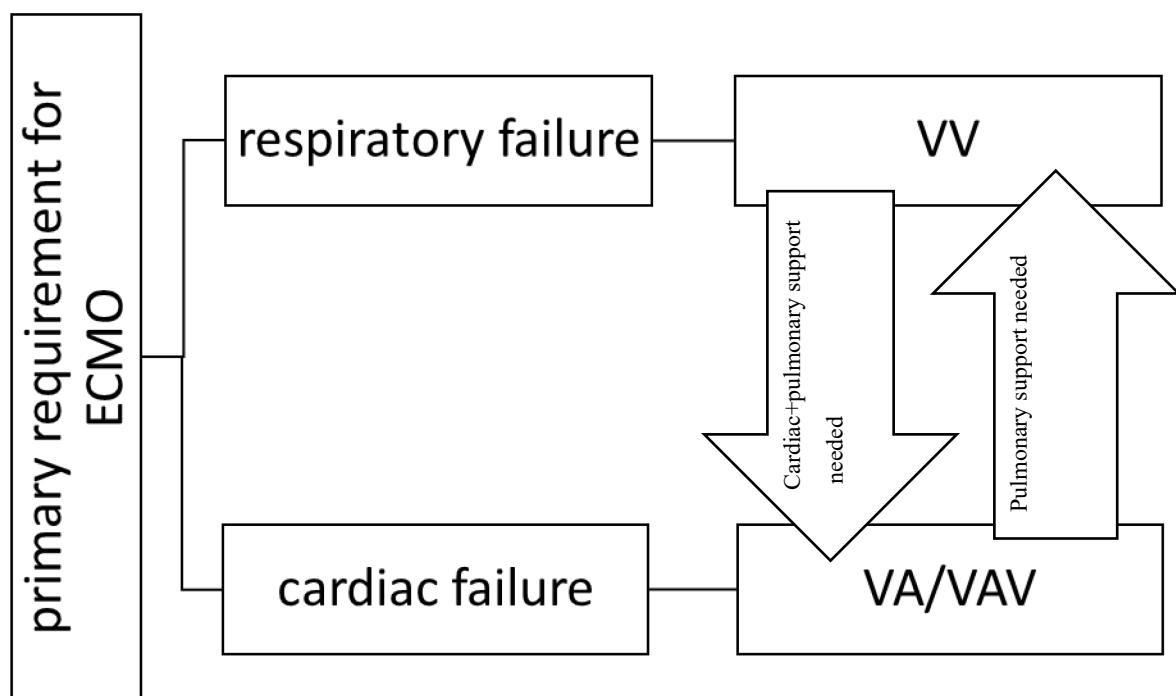 primary requirement for
ECMO
respiratory failure
VV
Cardiac+pulmonary support
needed
Pulmonary support needed
cardiac failure
VA/VAV